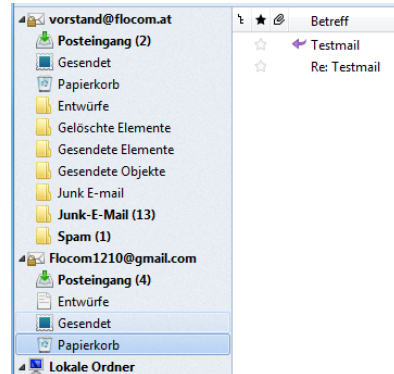 vorstand@flocom.at
Posteingang (2)
Gesendet
Papierkorb
Entwürfe
Gelöschte Elemente
Gesendete Elemente
Gesendete Objekte
Junk E-mail
Junk-E-Mail (13)
Spam (1)
Flocom1210@gmail.com
Posteingang (4)
Entwürfe
Gesendet
Papierkorb
Lokale Ordner
Betreff
Testmail
Re: Testmail